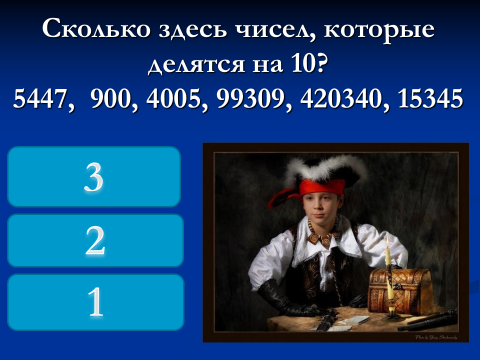 Сколько здесь чисел, которые
делятся на 10?
5447, 900, 4005, 99309, 420340, 15345
3
2
1